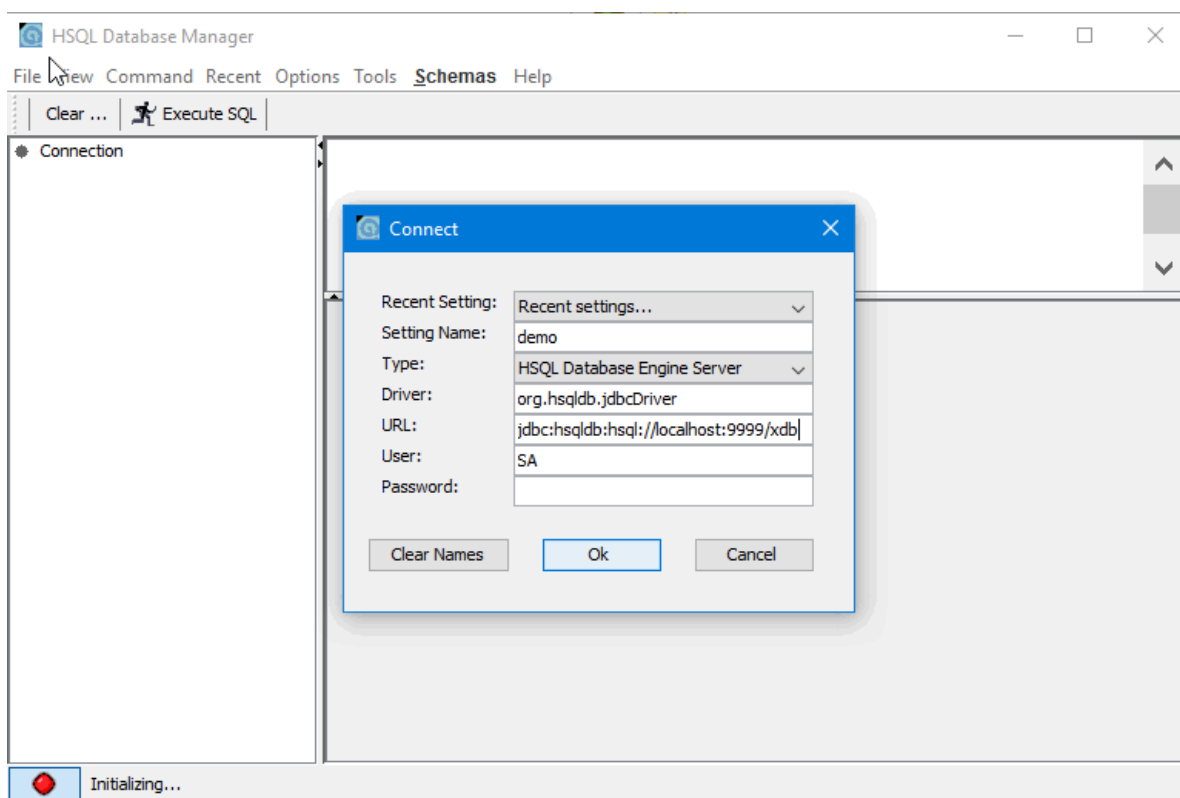 HSQL Database Manager
File View Command Recent Options Tools Schemas Help
Clear ... Execute SQL
Connection
Connect
Recent Setting: Recent settings...
Setting Name: demo
Type: HSQL Database Engine Server
Driver: org.hsqldb.jdbcDriver
URL: jdbc:hsqldb:hsql://localhost:9999/xdb
User: SA
Password:
Clear Names Ok Cancel
Initializing...